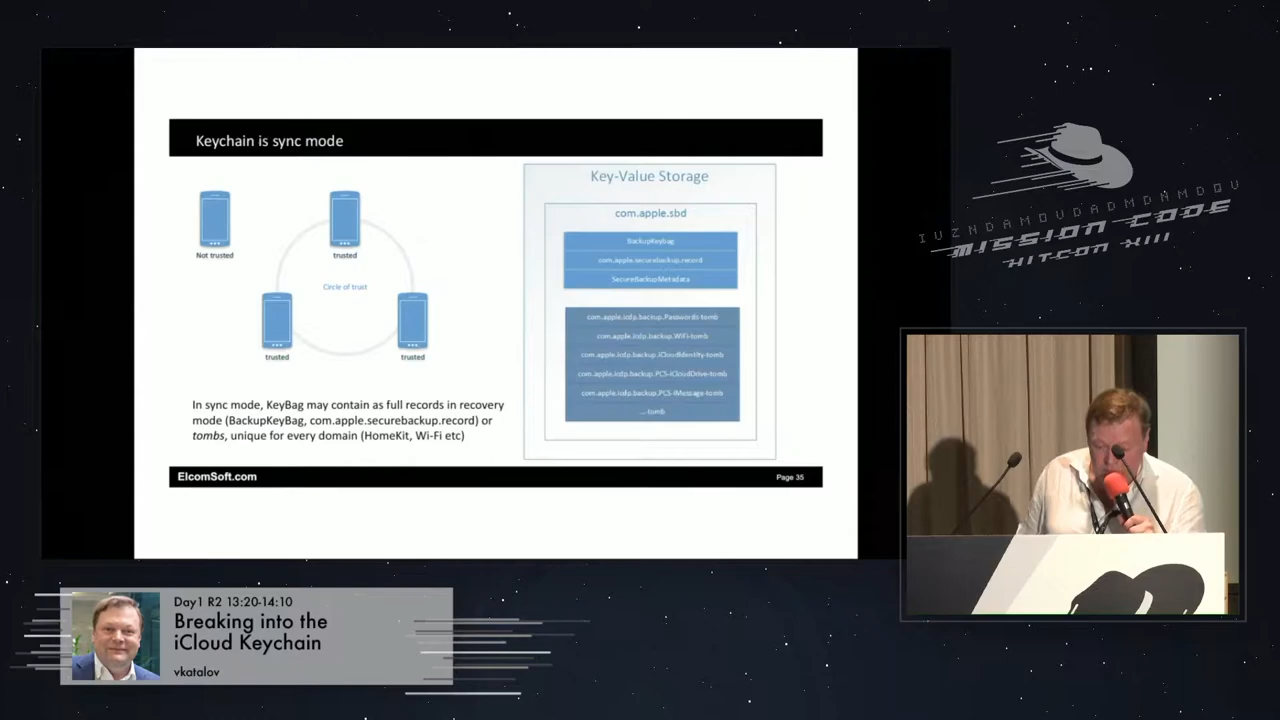 Keychain is sync mode
Not trusted
trusted
Circle of trust
trusted
trusted
In sync mode, KeyBag may contain as full records in recovery
mode (BackupKeyBag, com.apple.securebackup.record) or
tombs, unique for every domain (HomeKit, Wi-Fi etc)
Key-Value Storage
com.apple.sbd
BackupKeybag
com.apple.securebackup.record
SecureBackupMetadata
com.apple.icdp.backup.Passwords-tomb
com.apple.icdp.backup.WiFi-tomb
com.apple.icdp.backup.iCloudIdentity-tomb
com.apple.icdp.backup.PCS-iCloudDrive-tomb
com.apple.icdp.backup.PCS-iMessage-tomb
...-tomb
ElcomSoft.com
Page 35
IUZNDAMOUDADMDNMDQU
MISSION CODE
HITCON XIII
Day1 R2 13:20-14:10
Breaking into the
iCloud Keychain
vkatalov